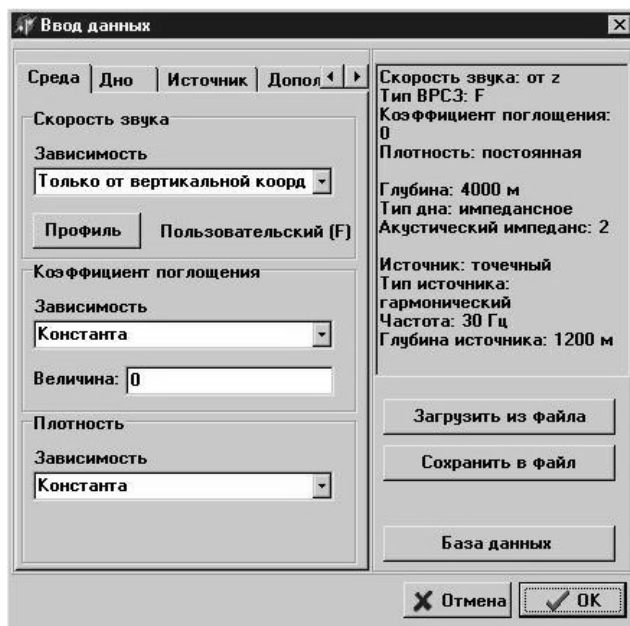 Ввод данных
Среда Дно Источник Допол
Скорость звука
Зависимость
Только от вертикальной коорд
Профиль Пользовательский (F)
Коэффициент поглощения
Зависимость
Константа
Величина: 0
Плотность
Зависимость
Константа
Скорость звука: от z
Тип ВРСЗ: F
Коэффициент поглощения:
0
Плотность: постоянная
Глубина: 4000 м
Тип дна: импедансное
Акустический импеданс: 2
Источник: точечный
Тип источника:
гармонический
Частота: 30 Гц
Глубина источника: 1200 м
Загрузить из файла
Сохранить в файл
База данных
Отмена OK